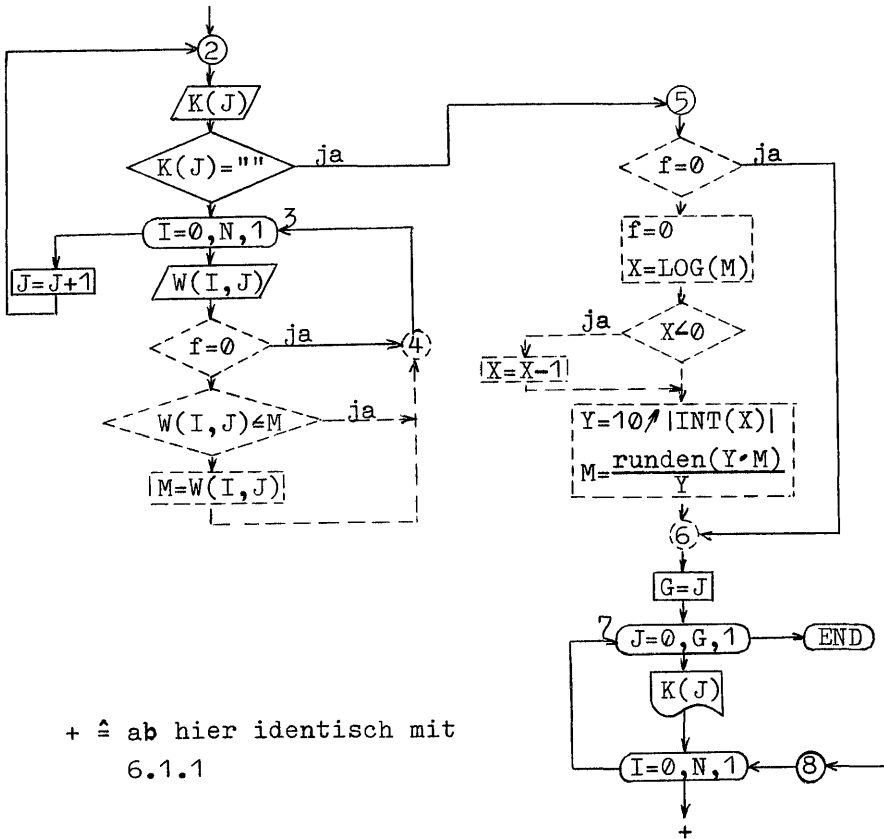 2
K(J)
K(J)=""
ja
3
I=0,N,1
J=J+1
W(I,J)
f=0
ja
4
W(I,J)≤M
ja
M=W(I,J)
5
f=0
ja
f=0
X=LOG(M)
X<0
ja
X=X-1
Y=10↗|INT(X)|
M=runden(Y·M)
Y
6
G=J
7
J=0,G,1
END
K(J)
I=0,N,1
8
+
+ ≙ ab hier identisch mit
6.1.1